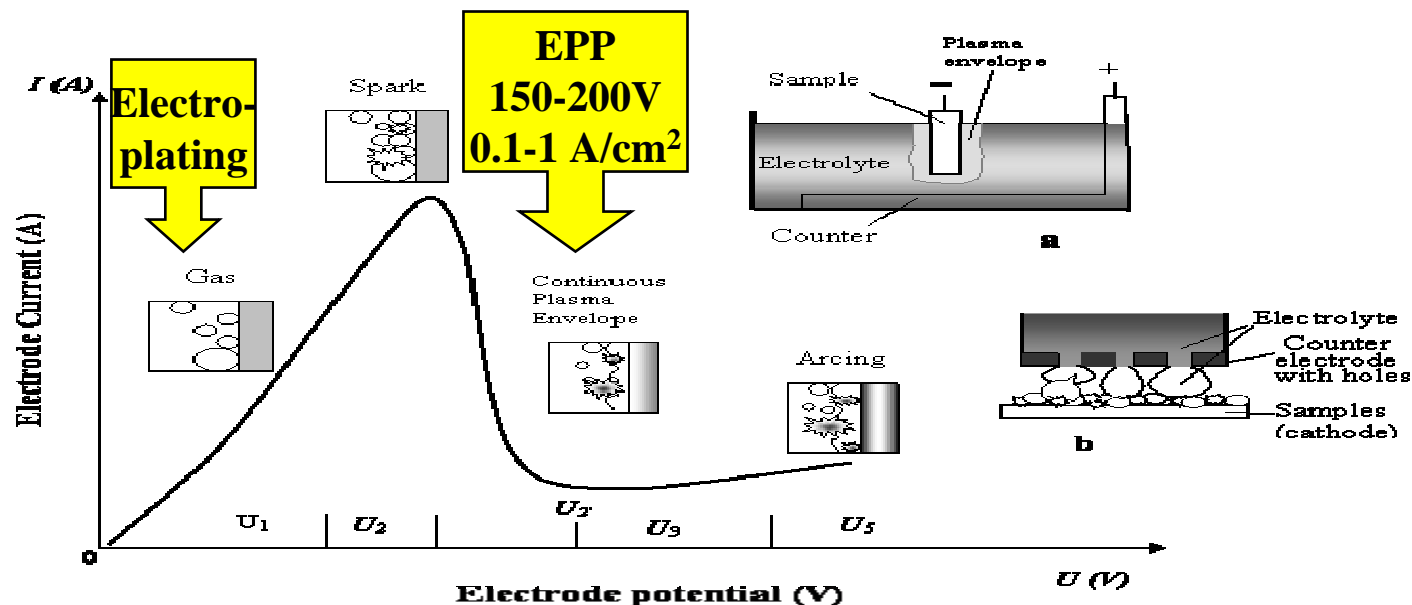 I (A)
Electro-
plating
Spark
EPP
150-200V
0.1-1 A/cm²
Plasma
envelope
Sample
−
+
Electrolyte
Counter
a
Electrode Current (A)
Gas
Continuous
Plasma
Envelope
Arcing
Electrolyte
Counter
electrode
with holes
Samples
(cathode)
b
0
U₁
U₂
U₃
U₅
U (V)
Electrode potential (V)